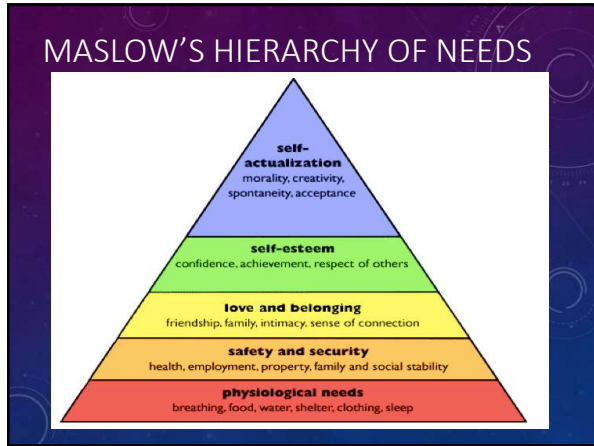 MASLOW'S HIERARCHY OF NEEDS
self-
actualization
morality, creativity,
spontaneity, acceptance
self-esteem
confidence, achievement, respect of others
love and belonging
friendship, family, intimacy, sense of connection
safety and security
health, employment, property, family and social stability
physiological needs
breathing, food, water, shelter, clothing, sleep